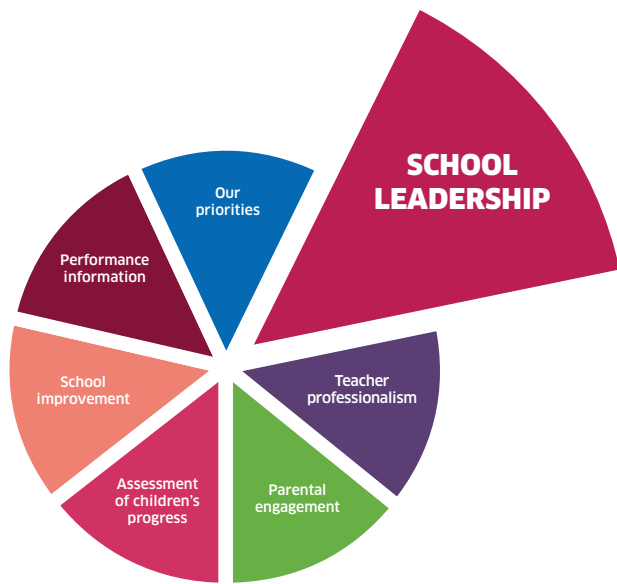 SCHOOL
LEADERSHIP
Our
priorities
Performance
information
School
improvement
Assessment
of children's
progress
Parental
engagement
Teacher
professionalism